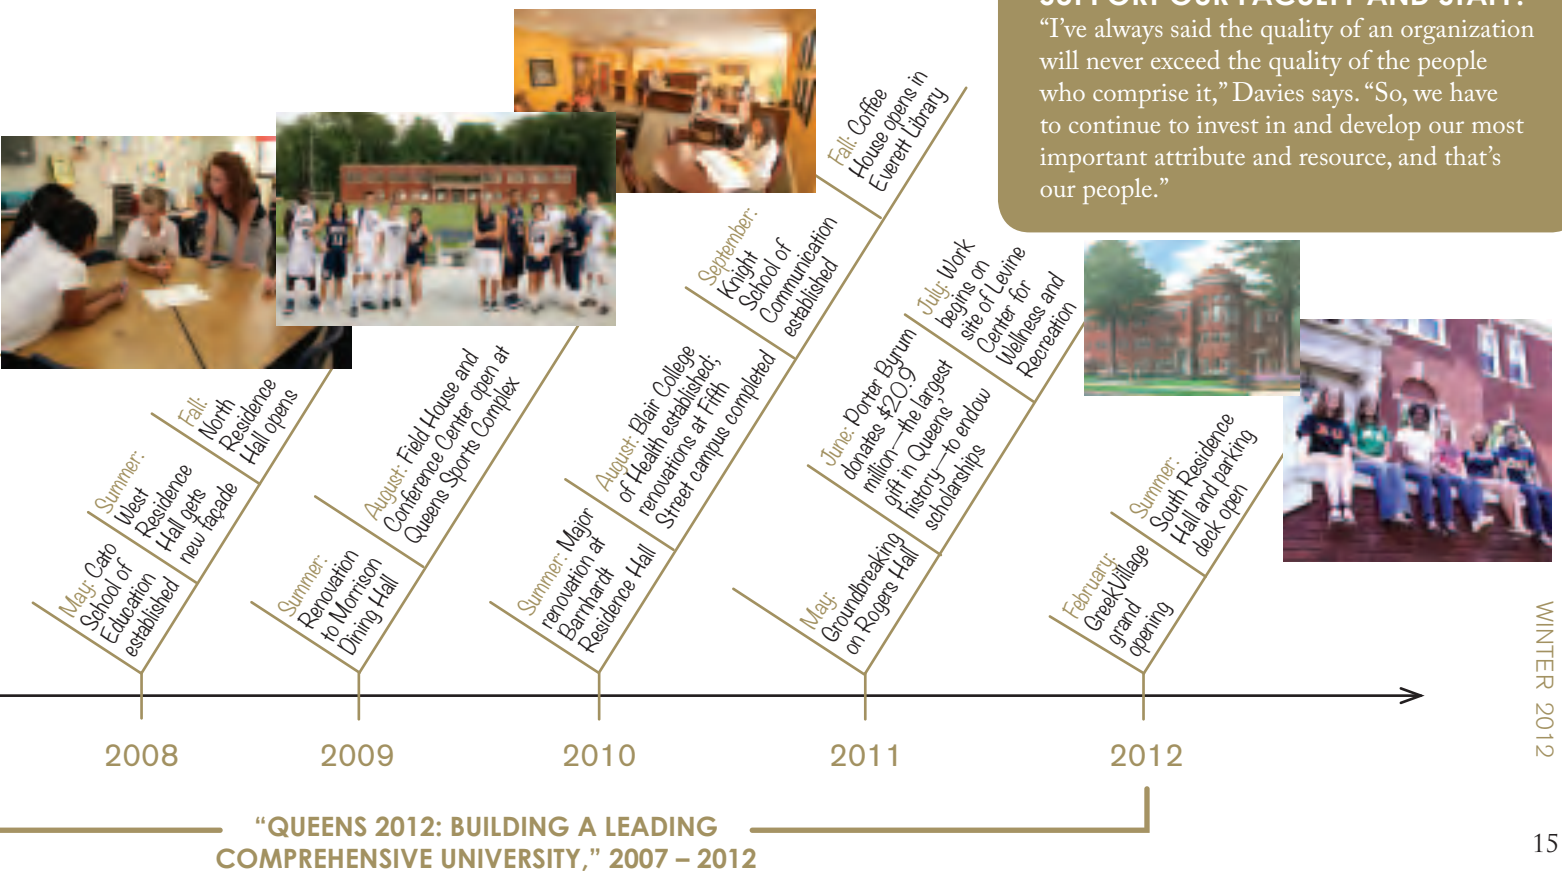 SUPPORT OUR FACULTY AND STAFF.
“I’ve always said the quality of an organization
will never exceed the quality of the people
who comprise it,” Davies says. “So, we have
to continue to invest in and develop our most
important attribute and resource, and that’s
our people.”
May: Cato
School of
Education
established
Summer:
West
Residence
Hall gets
new façade
Fall:
North
Residence
Hall opens
Summer:
Renovation
to Morrison
Dining Hall
August: Field House and
Conference Center open at
Queens Sports Complex
Summer: Major
renovation at
Barnhardt
Residence Hall
August: Blair College
of Health established;
renovations at Fifth
Street campus completed
September:
Knight
School of
Communication
established
Fall: Coffee
House opens in
Everett Library
May:
Groundbreaking
on Rogers Hall
June: Porter Byrum
donates $20.9
million—the largest
gift in Queens’
history—to endow
scholarships
July: Work
begins on
site of Levine
Center for
Wellness and
Recreation
February:
Greek Village
grand
opening
Summer:
South Residence
Hall and parking
deck open
2008
2009
2010
2011
2012
“QUEENS 2012: BUILDING A LEADING
COMPREHENSIVE UNIVERSITY,” 2007 – 2012
WINTER 2012
15